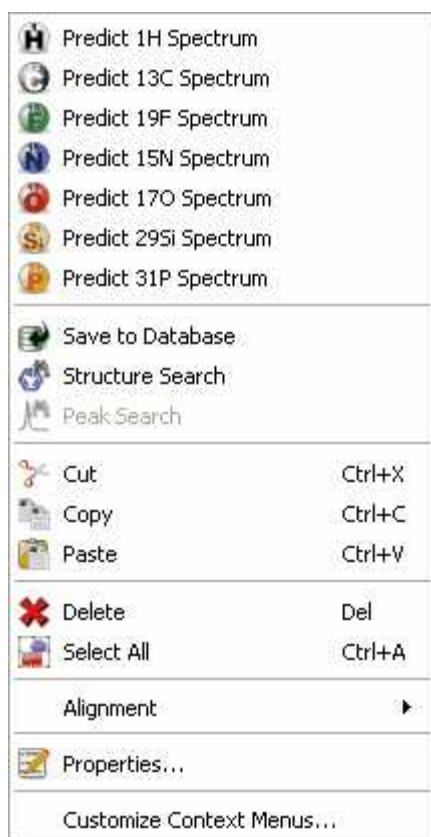 Predict 1H Spectrum
Predict 13C Spectrum
Predict 19F Spectrum
Predict 15N Spectrum
Predict 17O Spectrum
Predict 29Si Spectrum
Predict 31P Spectrum
Save to Database
Structure Search
Peak Search
Cut Ctrl+X
Copy Ctrl+C
Paste Ctrl+V
Delete Del
Select All Ctrl+A
Alignment
Properties...
Customize Context Menus...